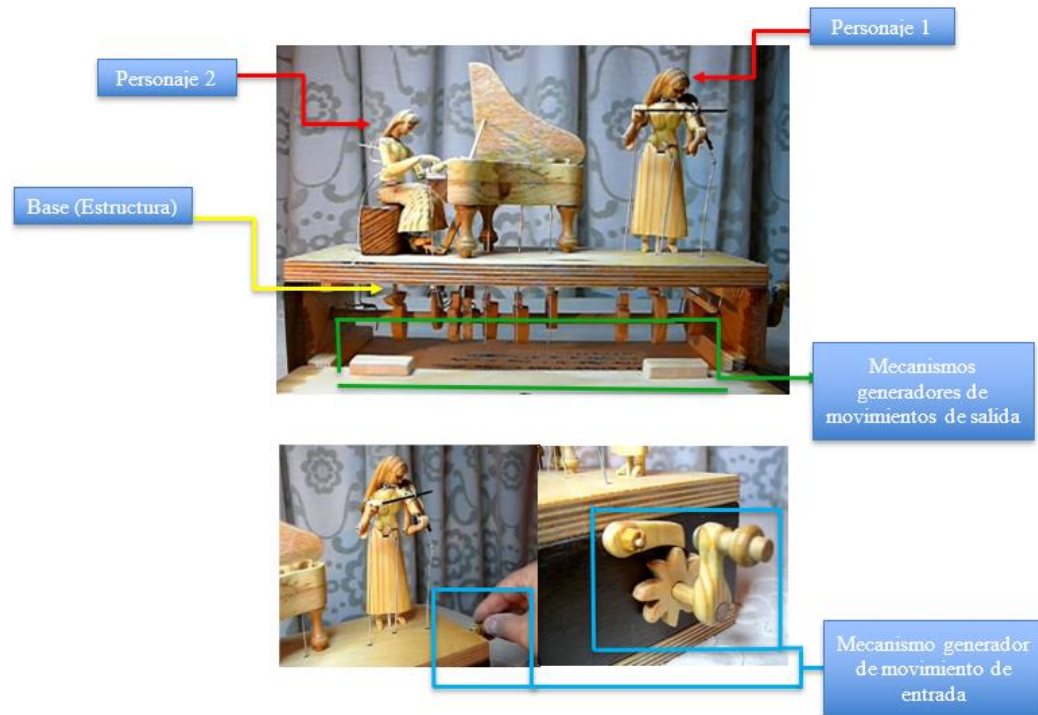 Personaje 1
Personaje 2
Base (Estructura)
Mecanismos
generadores de
movimientos de salida
Mecanismo generador
de movimiento de
entrada